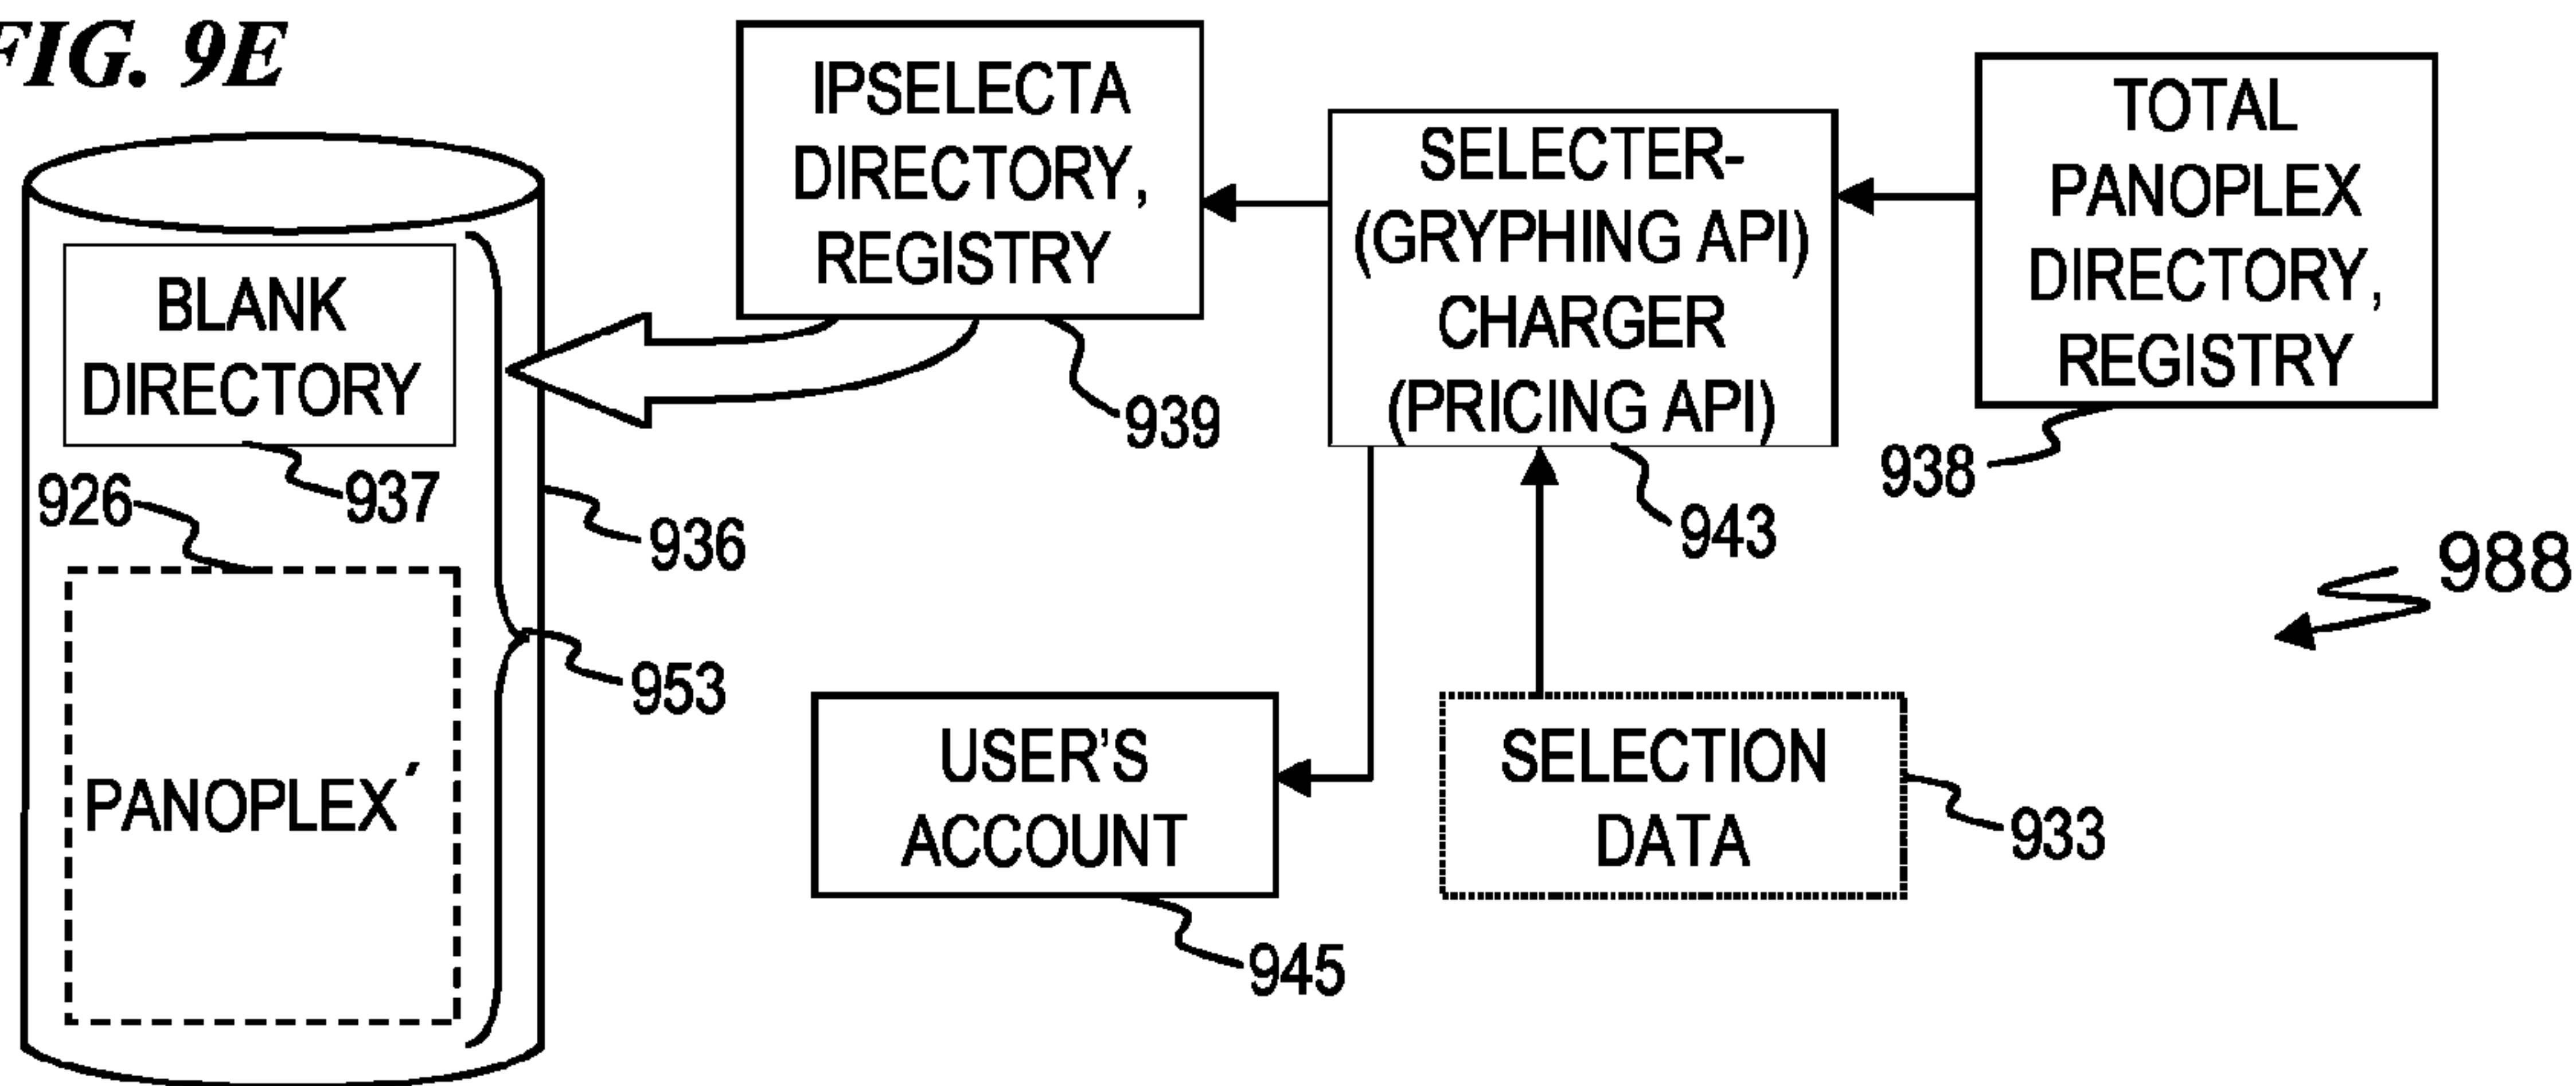 FIG. 9E
IPSELECTA
DIRECTORY,
REGISTRY
939
SELECTER-
(GRYPHING API)
CHARGER
(PRICING API)
943
TOTAL
PANOPLEX
DIRECTORY,
REGISTRY
938
BLANK
DIRECTORY
937
926
936
953
PANOPLEX´
USER'S
ACCOUNT
945
SELECTION
DATA
933
988